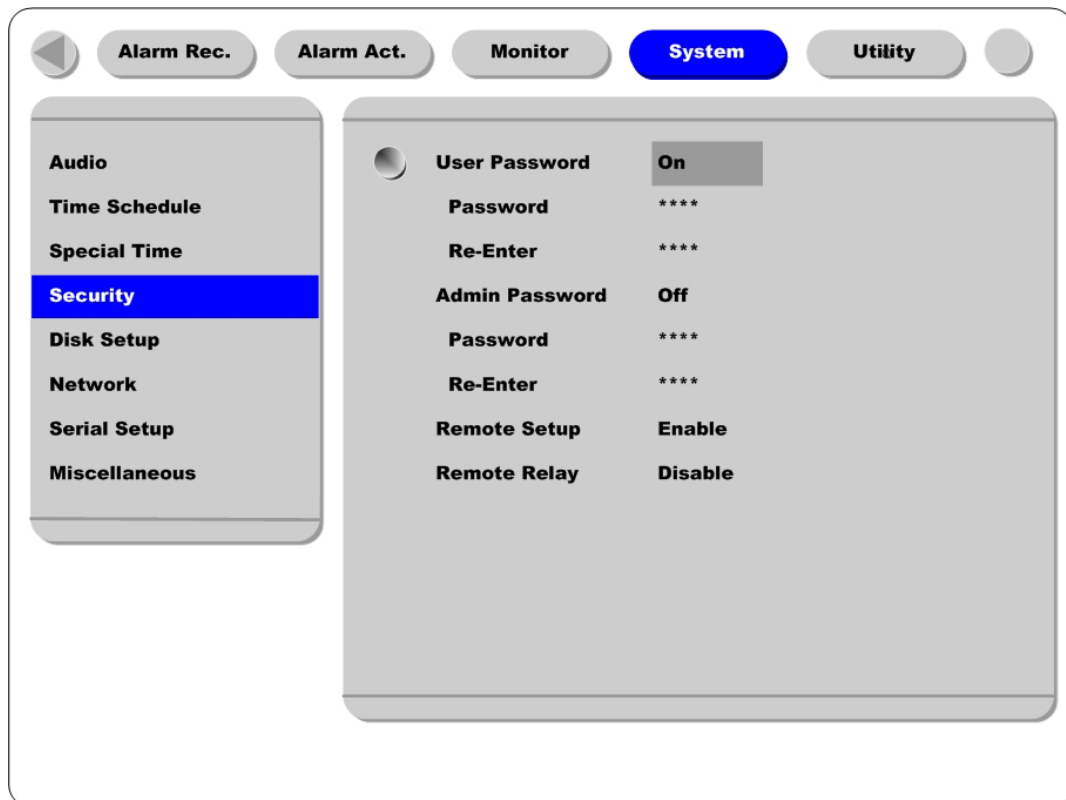 Alarm Rec. Alarm Act. Monitor System Utility
Audio
Time Schedule
Special Time
Security
Disk Setup
Network
Serial Setup
Miscellaneous
User Password On
Password ****
Re-Enter ****
Admin Password Off
Password ****
Re-Enter ****
Remote Setup Enable
Remote Relay Disable